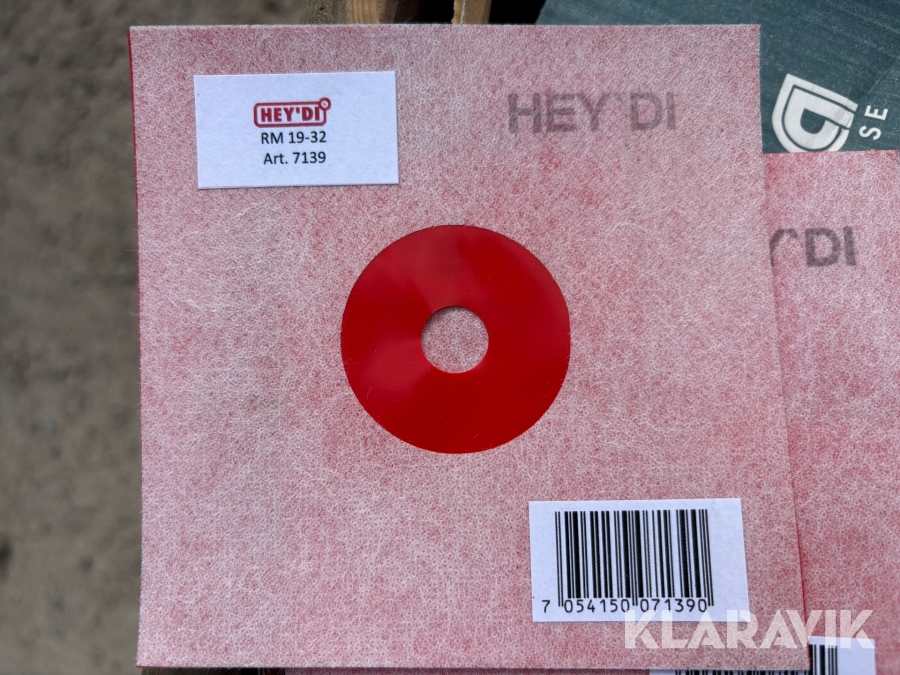 HEY'DI
RM 19-32
Art. 7139
HEY'DI
SE
Y'DI
7 054150 071390
KLARAVIK